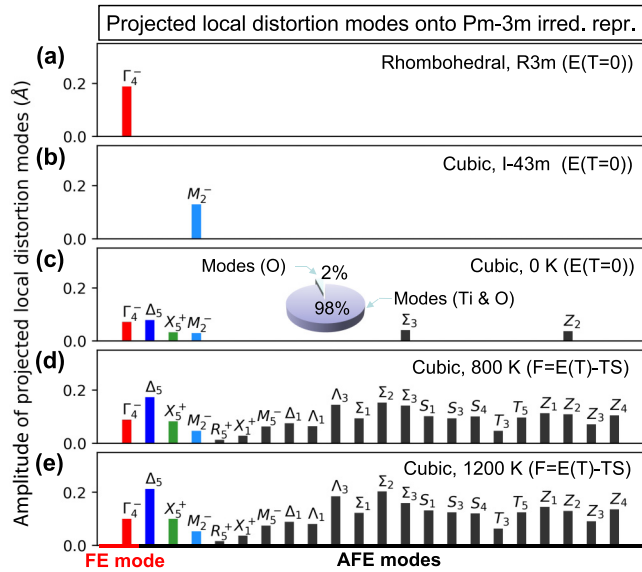 Projected local distortion modes onto Pm-3m irred. repr.
Amplitude of projected local distortion modes (Å)
(a)
Rhombohedral, R3m (E(T=0))
0.2
0.0
Γ₄⁻
(b)
Cubic, I-43m (E(T=0))
0.2
0.0
M₂⁻
(c)
Cubic, 0 K (E(T=0))
Modes (O)
2%
98%
Modes (Ti & O)
0.2
0.0
Γ₄⁻ Δ₅ X₅⁺ M₂⁻ Σ₃ Z₂
(d)
Cubic, 800 K (F=E(T)-TS)
0.2
0.0
Γ₄⁻ Δ₅ X₅⁺ M₂⁻ R₅⁺ X₁⁺ M₅⁻ Δ₁ Λ₁ Λ₃ Σ₁ Σ₂ Σ₃ S₁ S₃ S₄ T₃ T₅ Z₁ Z₂ Z₃ Z₄
(e)
Cubic, 1200 K (F=E(T)-TS)
0.2
0.0
Γ₄⁻ Δ₅ X₅⁺ M₂⁻ R₅⁺ X₁⁺ M₅⁻ Δ₁ Λ₁ Λ₃ Σ₁ Σ₂ Σ₃ S₁ S₃ S₄ T₃ T₅ Z₁ Z₂ Z₃ Z₄
FE mode
AFE modes